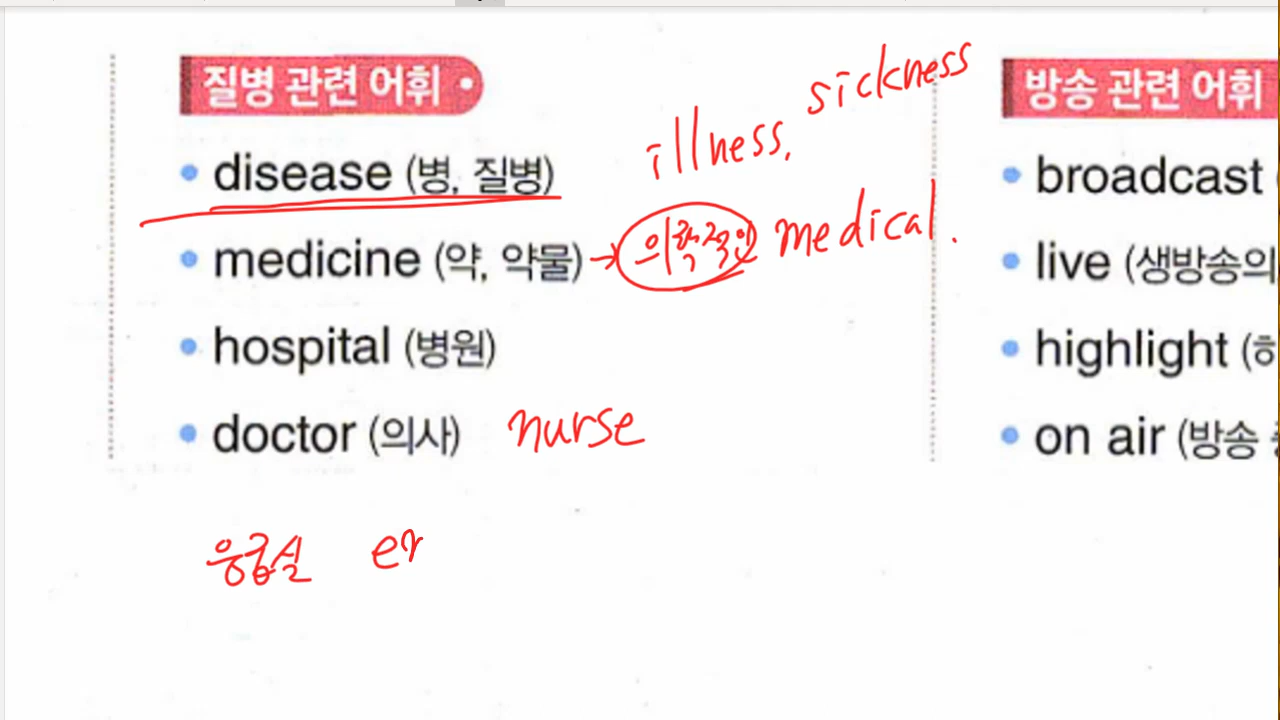 질병 관련 어휘
방송 관련 어휘
illness, sickness
disease (병, 질병)
medicine (약, 약물) → 의학적인 medical.
hospital (병원)
doctor (의사) nurse
응급실 er
broadcast (
live (생방송의
highlight (하
on air (방송 중